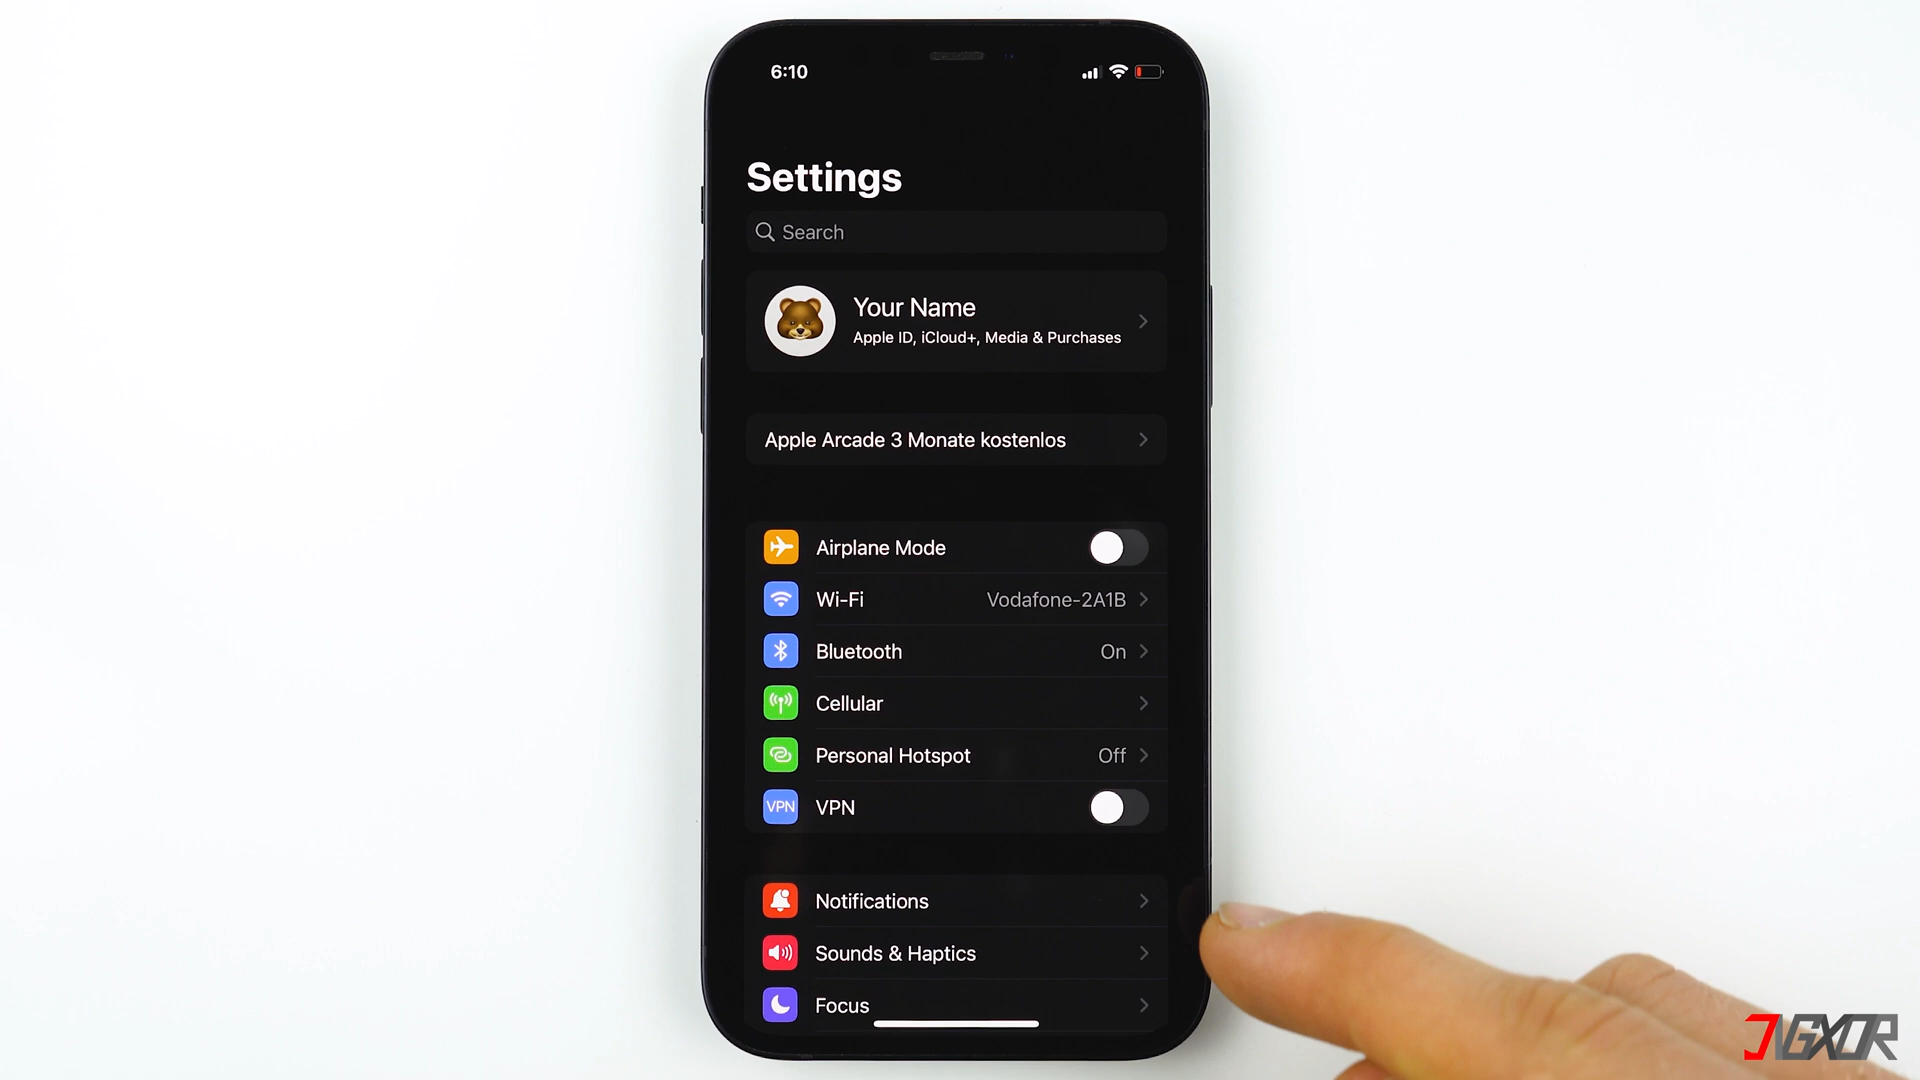 6:10
Settings
Search
Your Name
Apple ID, iCloud+, Media & Purchases
Apple Arcade 3 Monate kostenlos
Airplane Mode
Wi-Fi Vodafone-2A1B
Bluetooth On
Cellular
Personal Hotspot Off
VPN VPN
Notifications
Sounds & Haptics
Focus
JVGXOR